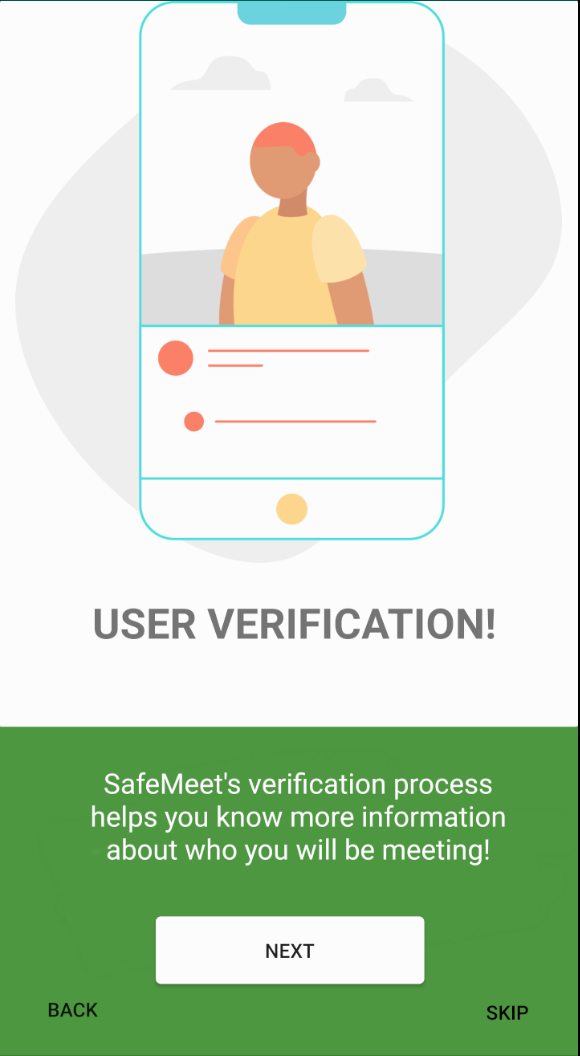 USER VERIFICATION!
SafeMeet's verification process
helps you know more information
about who you will be meeting!
NEXT
BACK
SKIP